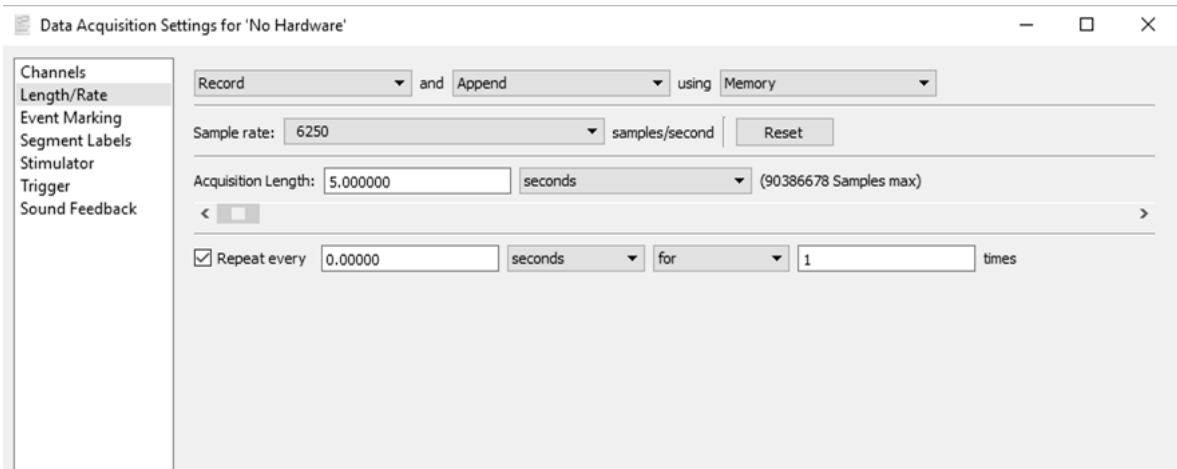 Data Acquisition Settings for 'No Hardware'
Channels
Length/Rate
Event Marking
Segment Labels
Stimulator
Trigger
Sound Feedback
Record and Append using Memory
Sample rate: 6250 samples/second Reset
Acquisition Length: 5.000000 seconds (90386678 Samples max)
Repeat every 0.00000 seconds for 1 times